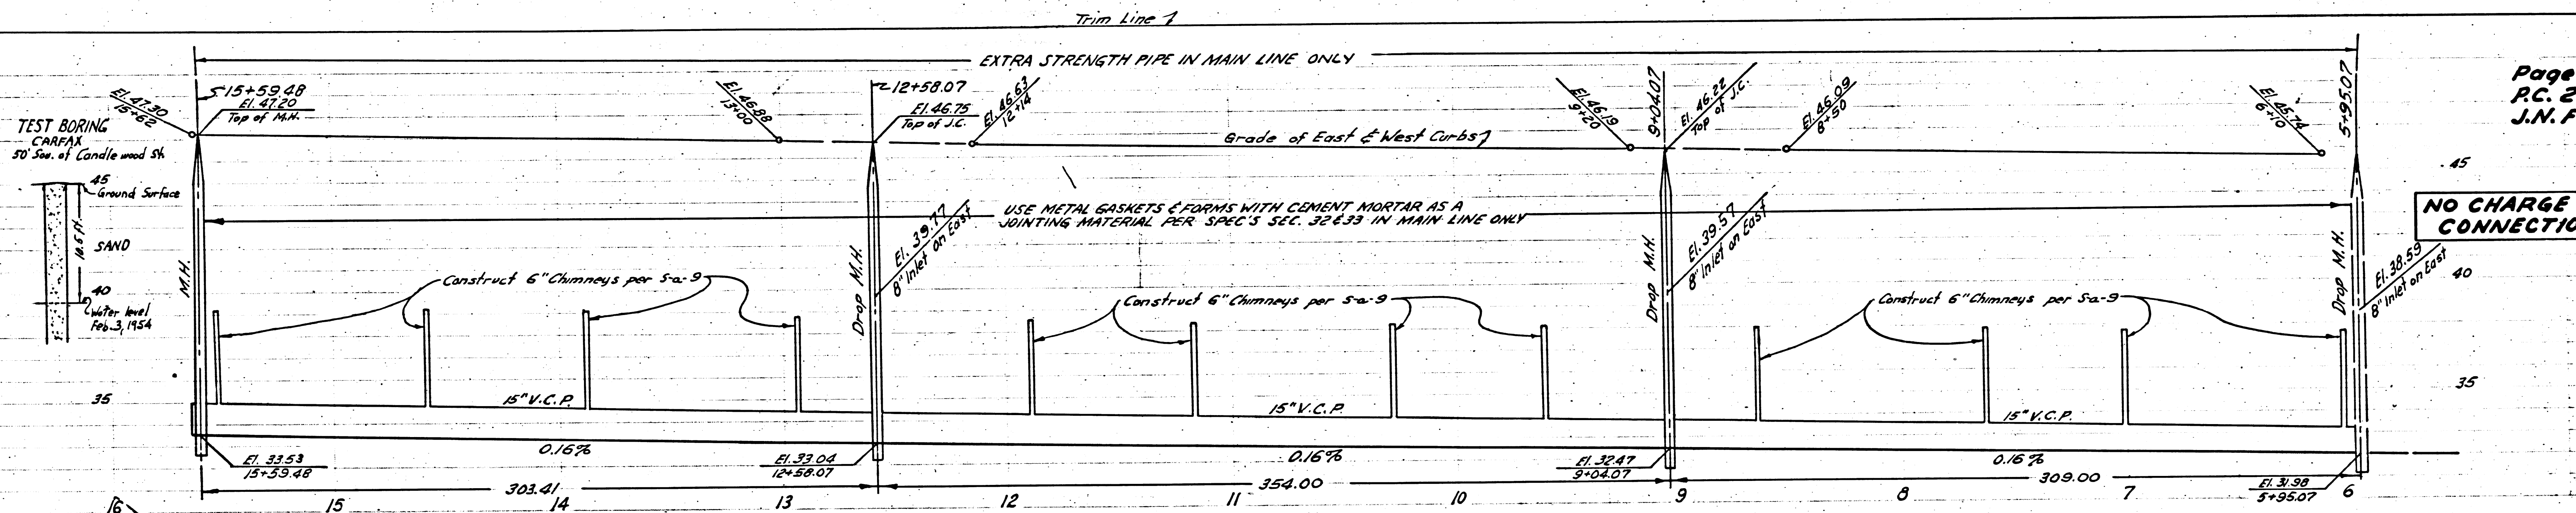 Trim Line
EXTRA STRENGTH PIPE IN MAIN LINE ONLY
El. 47.30
15+62
15+59.48
El. 47.20
Top of M.H.
El. 46.88
13+00
12+58.07
El. 46.75
Top of J.C.
El. 46.63
12+14
Grade of East & West Curbs
El. 46.19
9+20
9+04.07
El. 46.22
Top of J.C.
El. 46.09
8+50
El. 45.74
6+10
5+95.07
Page
P.C. 2
J.N. F
TEST BORING
CARFAX
50' Sou. of Candlewood St.
45
Ground Surface
10.5 ft.
SAND
40
Water level
Feb. 3, 1954
35
USE METAL GASKETS & FORMS WITH CEMENT MORTAR AS A
JOINTING MATERIAL PER SPEC'S SEC. 32&33 IN MAIN LINE ONLY
NO CHARGE
CONNECTIO
45
40
35
M.H.
Drop M.H.
El. 39.77
8" Inlet on East
Drop M.H.
El. 39.57
8" Inlet on East
Drop M.H.
El. 38.59
8" Inlet on East
Construct 6" Chimneys per S-a-9
Construct 6" Chimneys per S-a-9
Construct 6" Chimneys per S-a-9
15" V.C.P.
15" V.C.P.
15" V.C.P.
0.16%
0.16%
0.16%
El. 33.53
15+59.48
El. 33.04
12+58.07
El. 32.47
9+04.07
El. 31.98
5+95.07
303.41
354.00
309.00
16 15 14 13 12 11 10 9 8 7 6